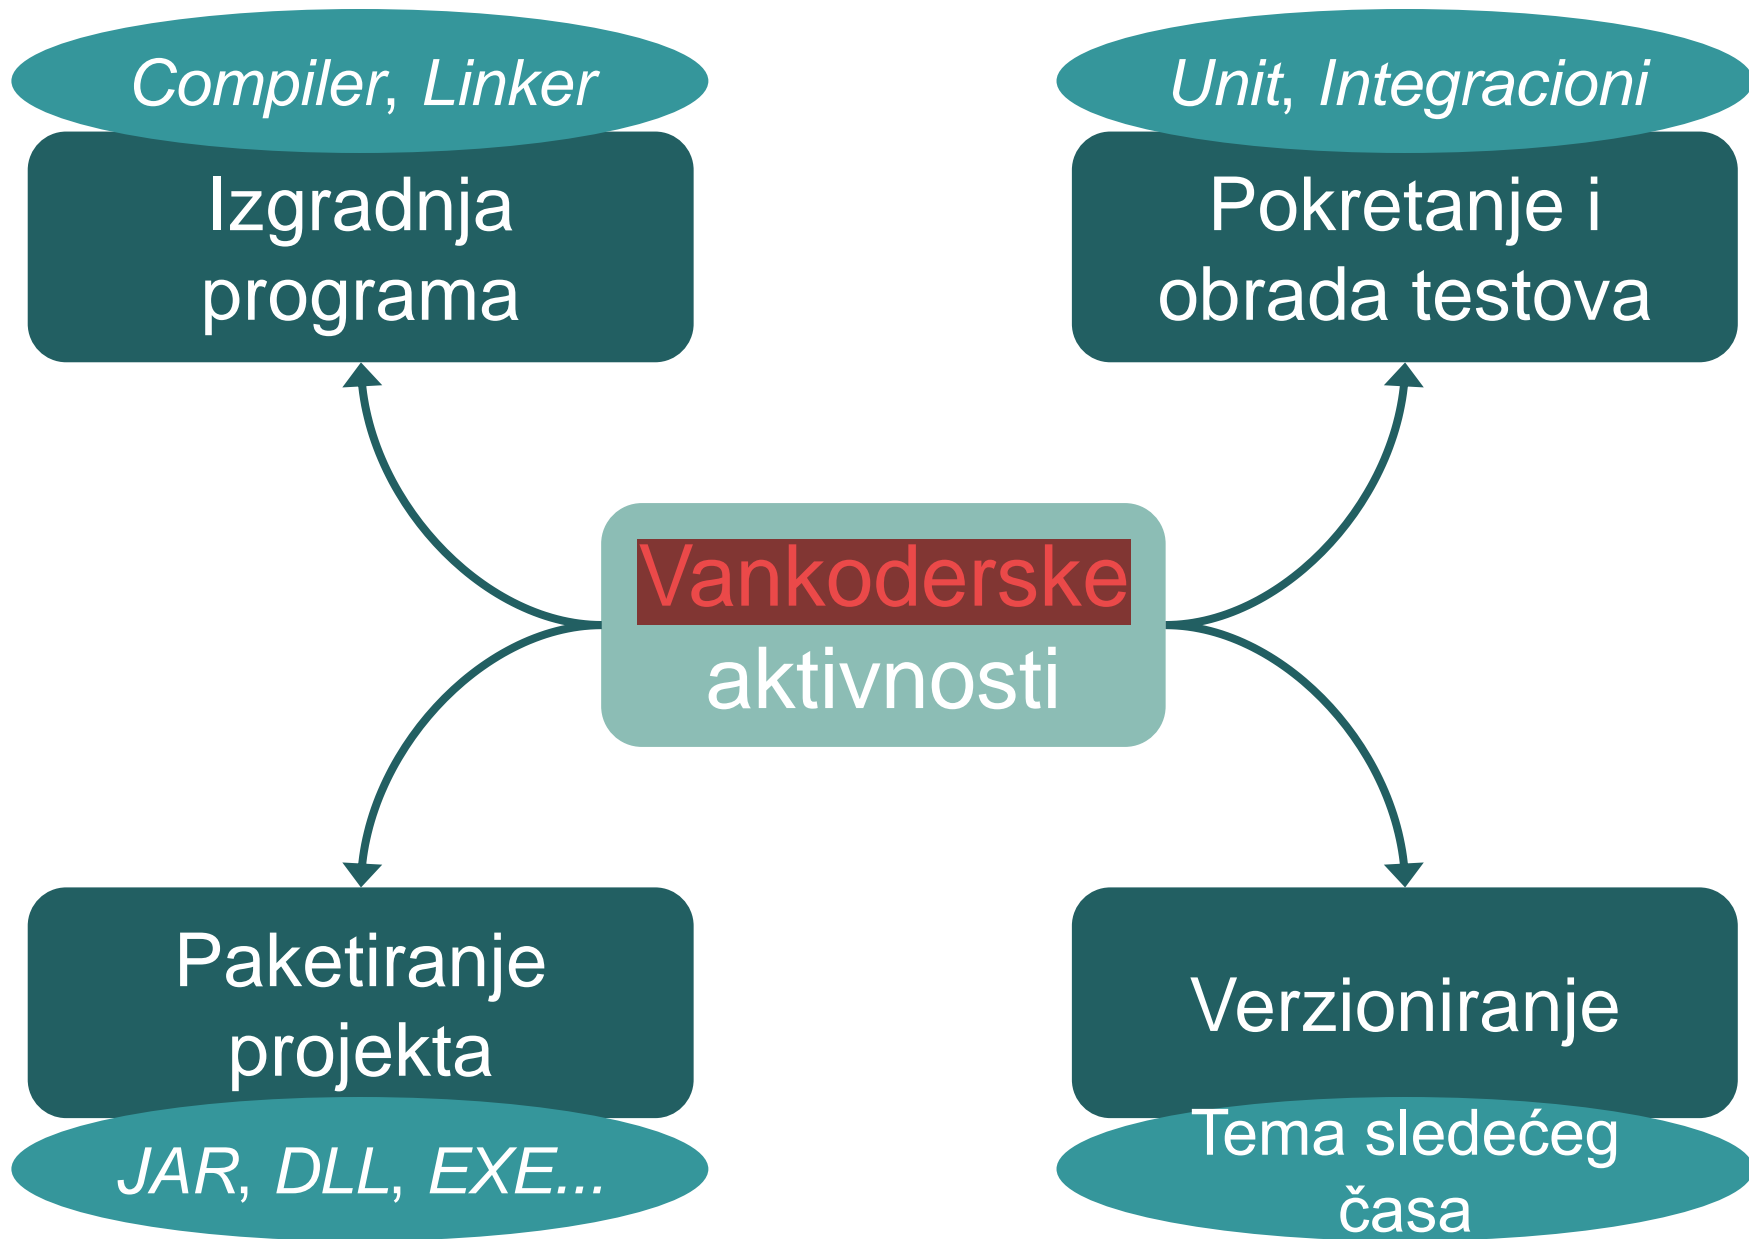 Compiler, Linker
Izgradnja
programa
Unit, Integracioni
Pokretanje i
obrada testova
Vankoderske
aktivnosti
Paketiranje
projekta
JAR, DLL, EXE...
Verzioniranje
Tema sledećeg
časa